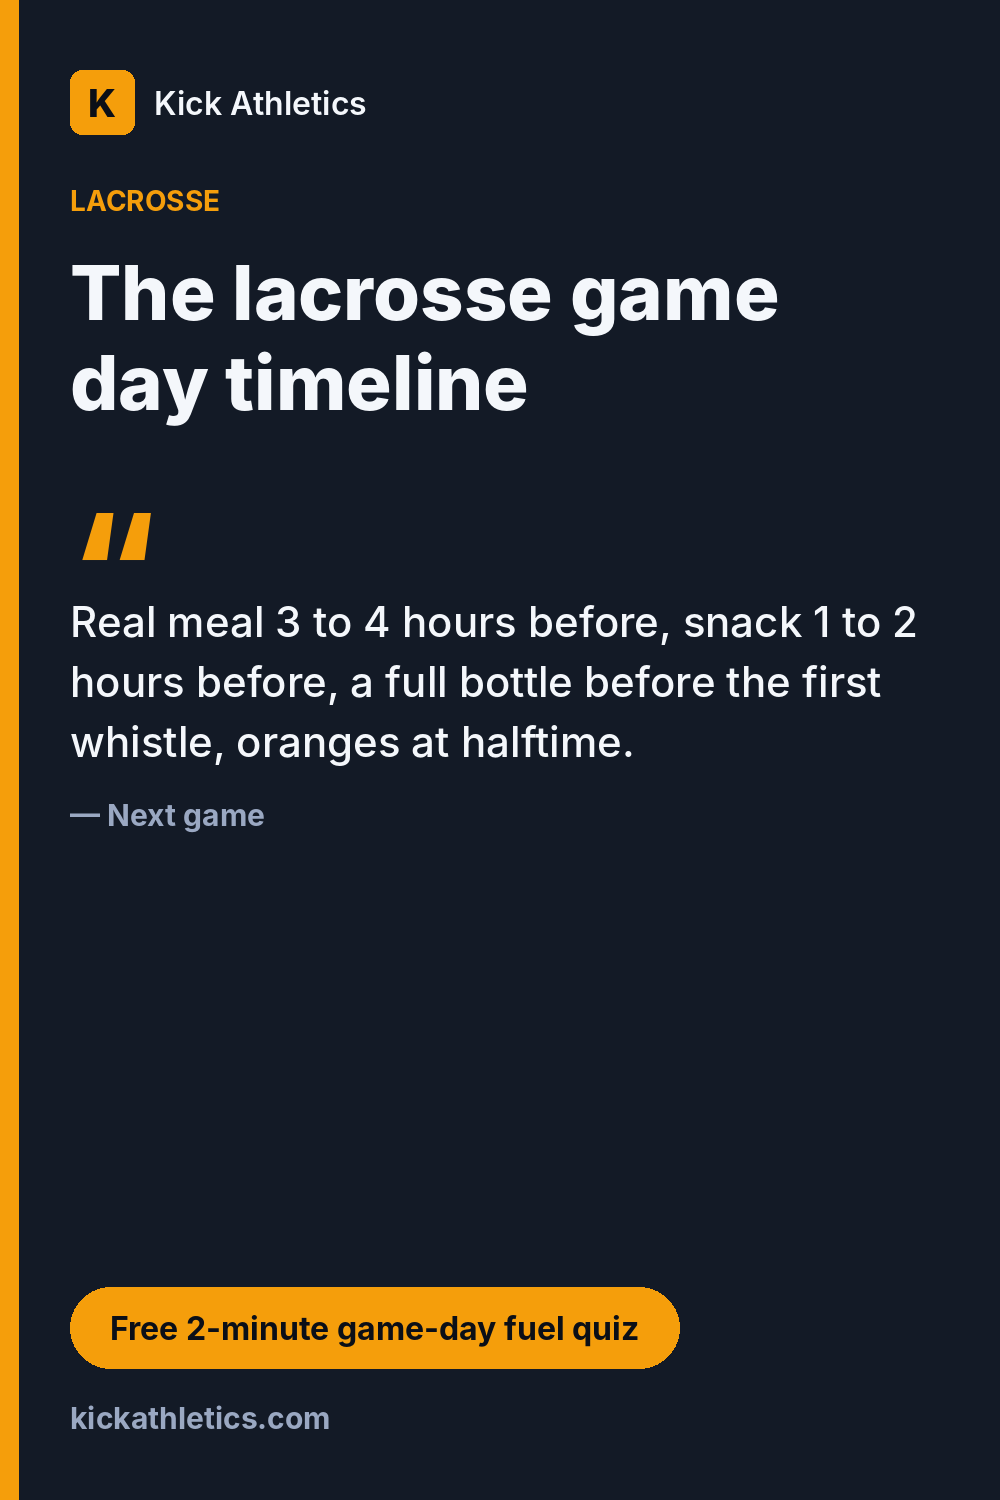 K
Kick Athletics
LACROSSE
The lacrosse game
day timeline
"
Real meal 3 to 4 hours before, snack 1 to 2
hours before, a full bottle before the first
whistle, oranges at halftime.
— Next game
Free 2-minute game-day fuel quiz
kickathletics.com